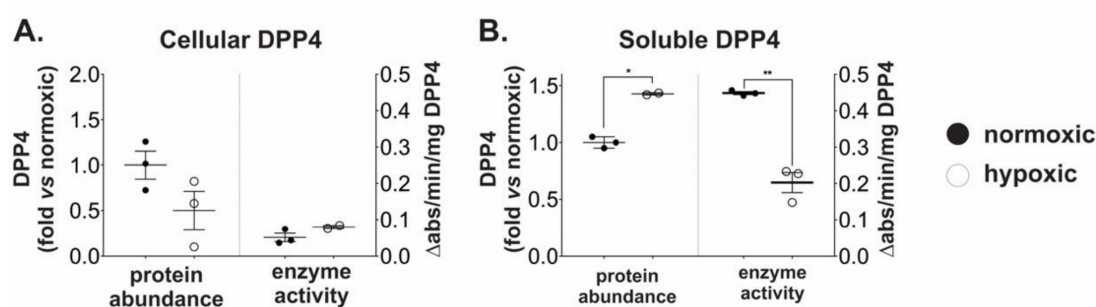 A.
Cellular DPP4
DPP4
(fold vs normoxic)
2.0
1.5
1.0
0.5
0.0
0.5
0.4
0.3
0.2
0.1
0.0
Δabs/min/mg DPP4
protein
abundance
enzyme
activity
B.
Soluble DPP4
DPP4
(fold vs normoxic)
1.5
1.0
0.5
0.0
*
**
0.5
0.4
0.3
0.2
0.1
0.0
Δabs/min/mg DPP4
protein
abundance
enzyme
activity
normoxic
hypoxic